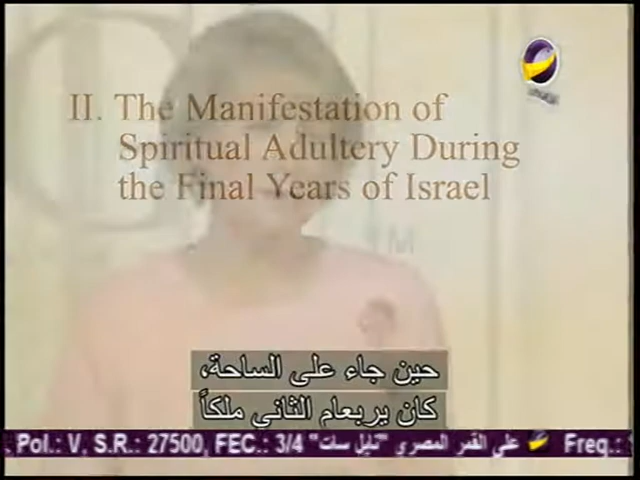 II. The Manifestation of
Spiritual Adultery During
the Final Years of Israel
TM
حين جاء على الساحة،
كان يربعام الثاني ملكاً
Pol.: V, S.R.: 27500, FEC.: 3/4 على القمر المصري "نايل سات" Freq.: